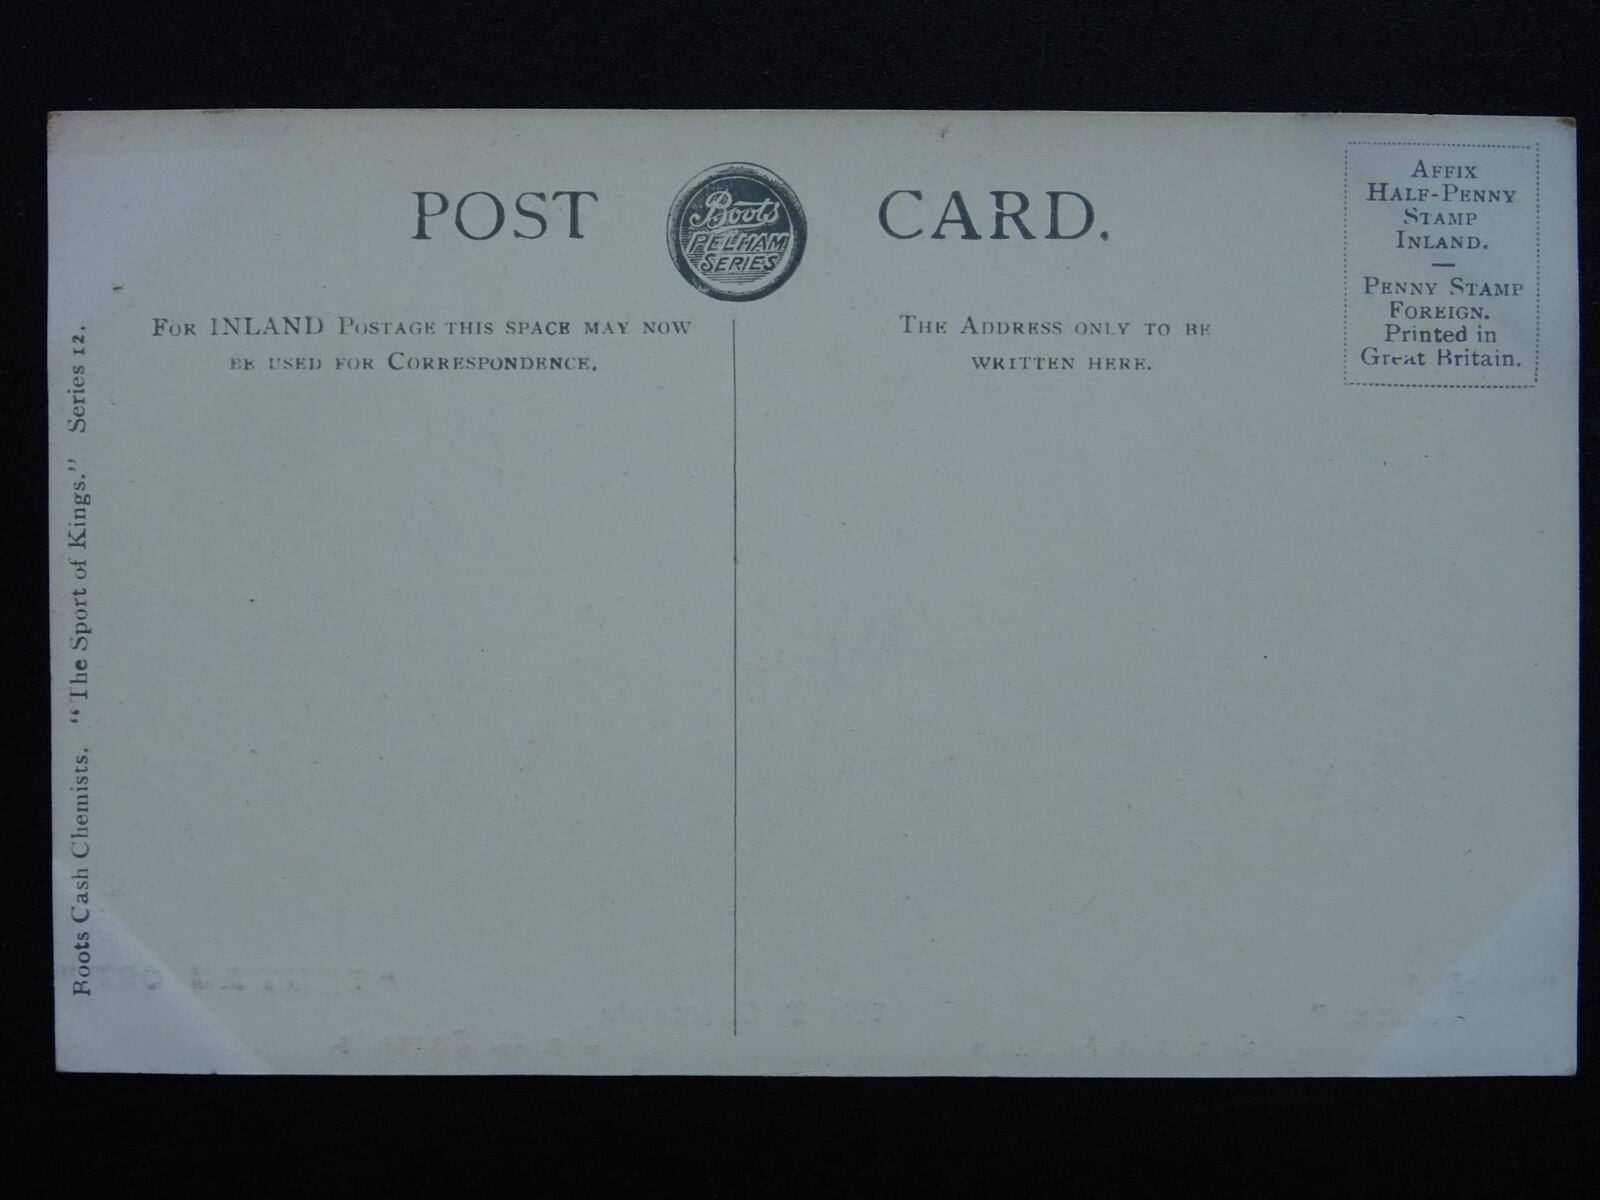 POST CARD.
Boots
PELHAM
SERIES
AFFIX
HALF-PENNY
STAMP
INLAND.
—
PENNY STAMP
FOREIGN.
Printed in
Great Britain.
FOR INLAND POSTAGE THIS SPACE MAY NOW
BE USED FOR CORRESPONDENCE.
THE ADDRESS ONLY TO BE
WRITTEN HERE.
Boots Cash Chemists. "The Sport of Kings." Series 12.